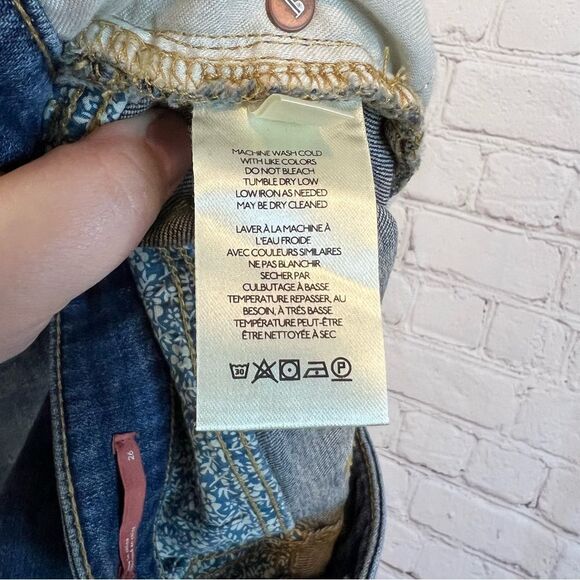 MACHINE WASH COLD
WITH LIKE COLORS
DO NOT BLEACH
TUMBLE DRY LOW
LOW IRON AS NEEDED
MAY BE DRY CLEANED
LAVER À LA MACHINE À
L'EAU FROIDE
AVEC COULEURS SIMILAIRES
NE PAS BLANCHIR
SECHER PAR
CULBUTAGE À BASSE
TEMPERATURE REPASSER, AU
BESOIN, À TRÈS BASSE
TEMPÉRATURE PEUT-ÊTRE
ÊTRE NETTOYÉE À SEC
30 P
26